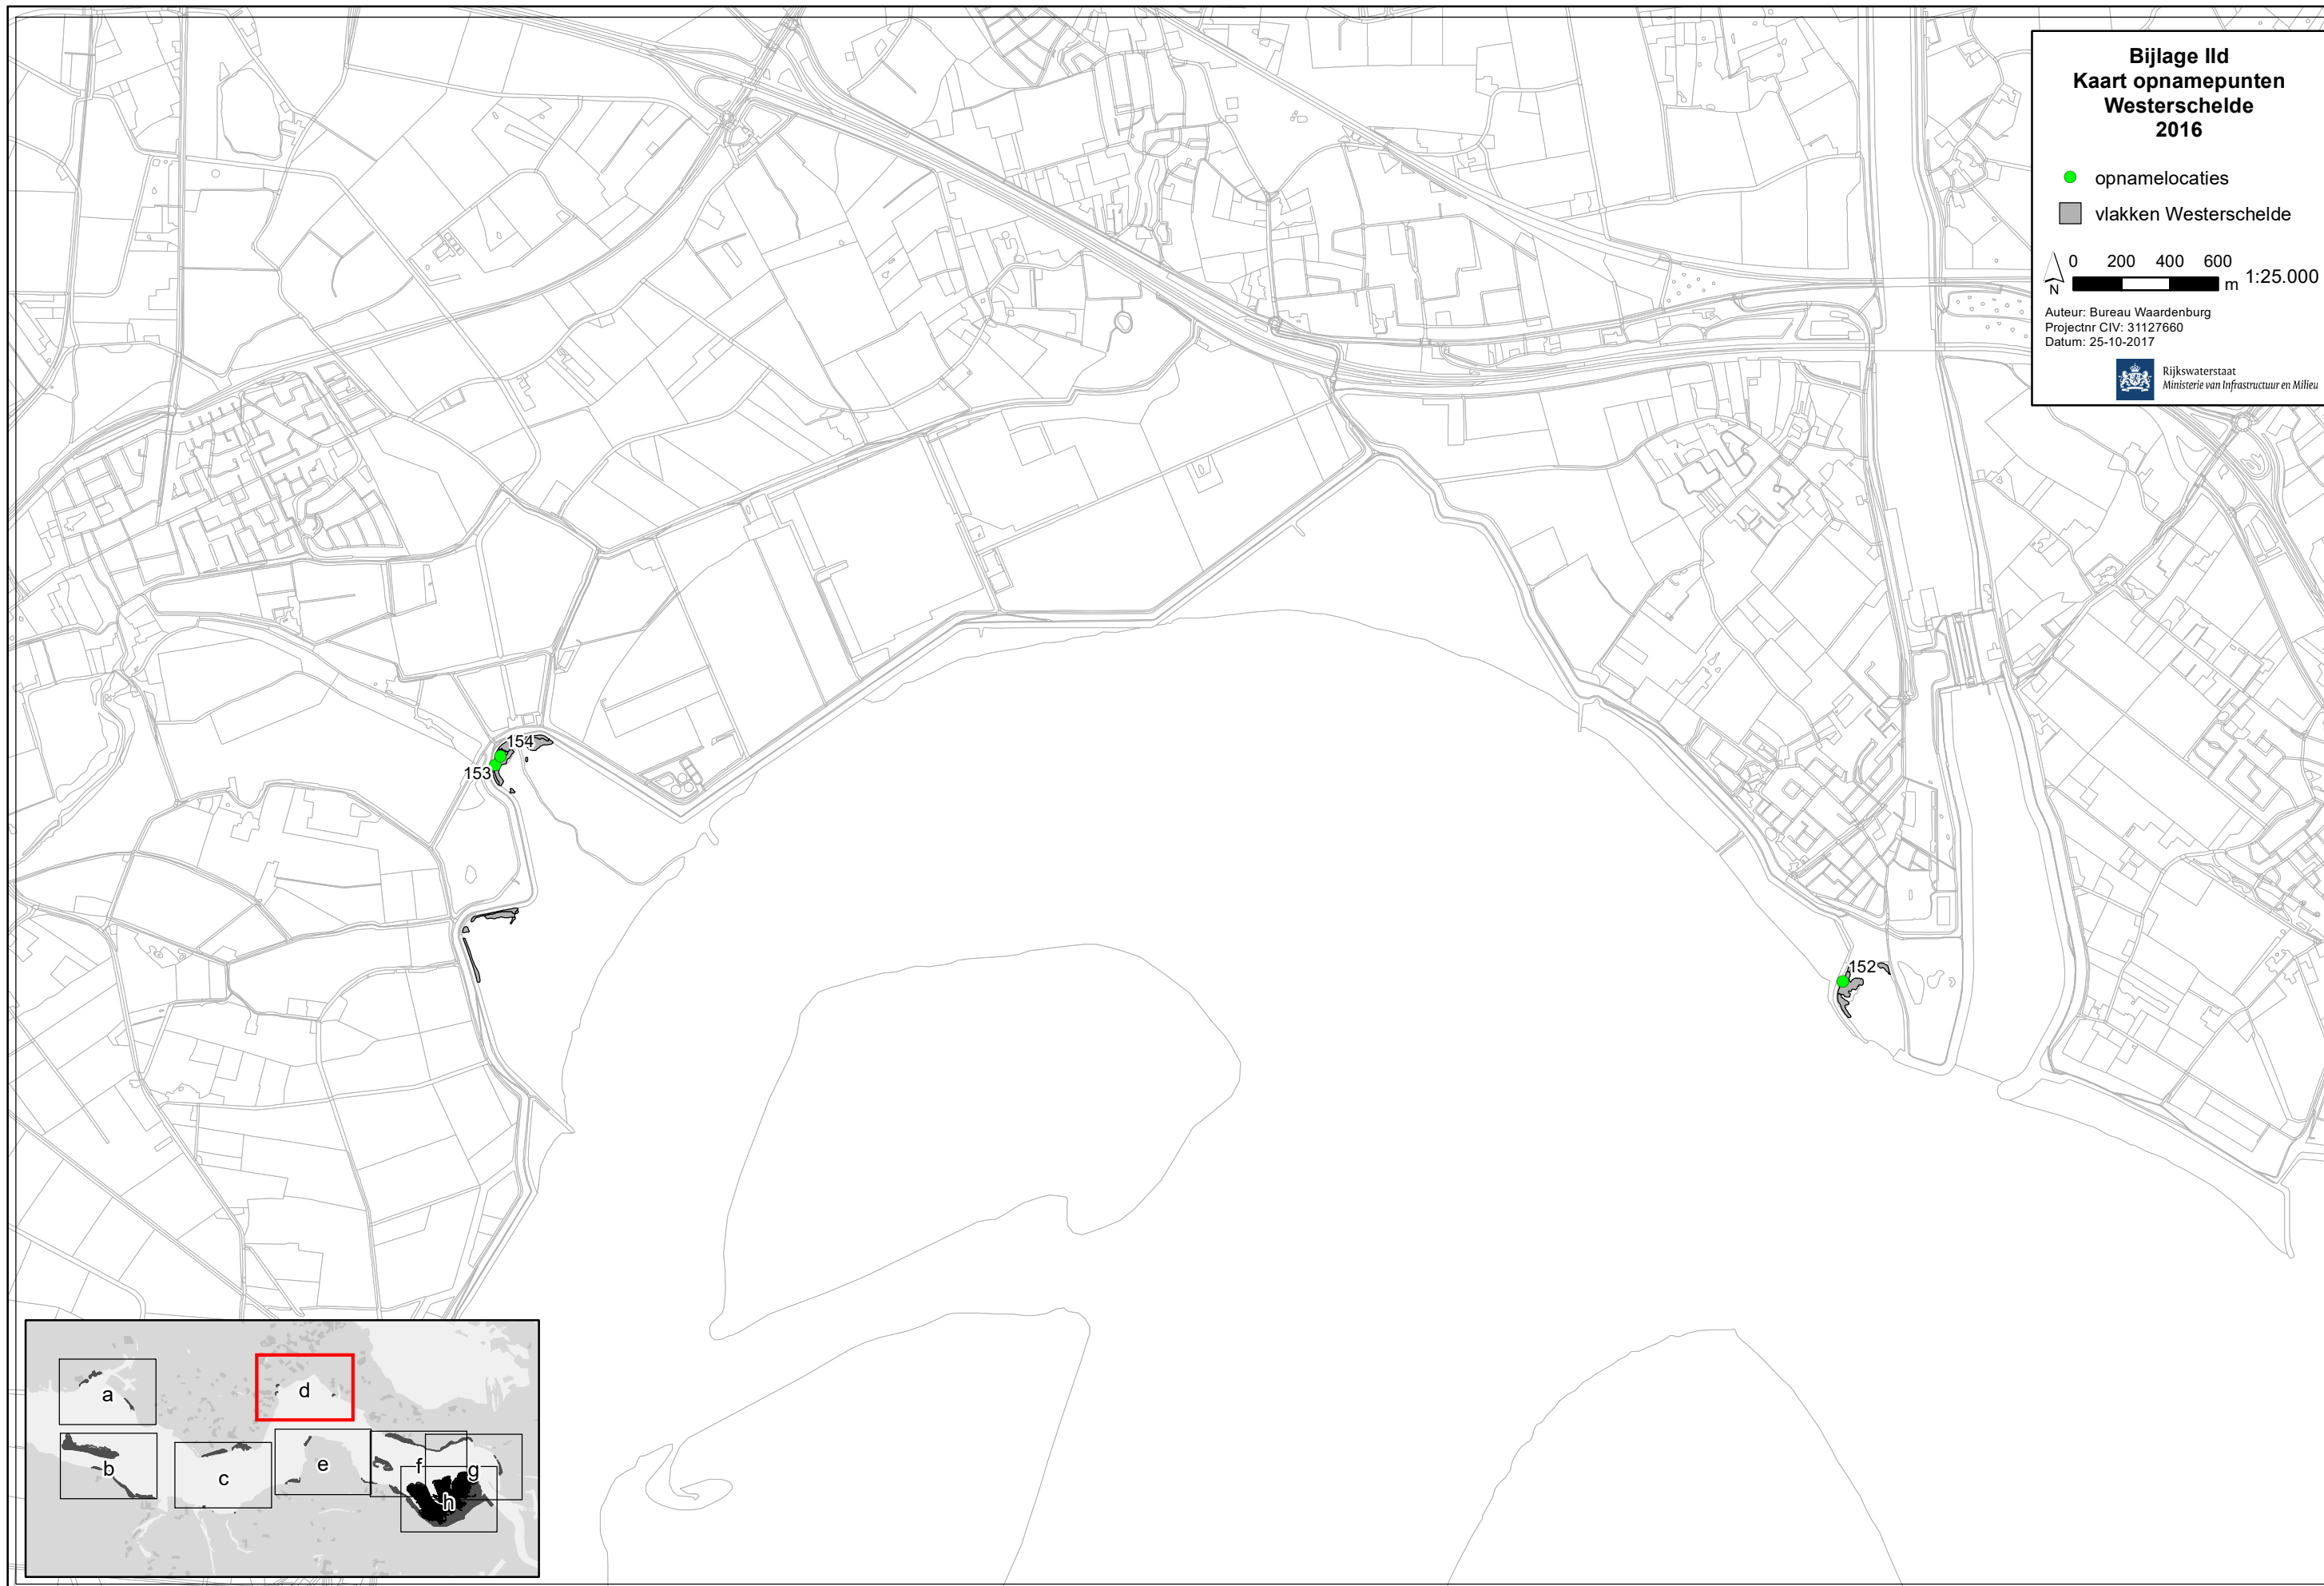 Bijlage IId
Kaart opnamepunten
Westerschelde
2016
opnamelocaties
vlakken Westerschelde
0 200 400 600
m 1:25.000
N
Auteur: Bureau Waardenburg
Projectnr CIV: 31127660
Datum: 25-10-2017
Rijkswaterstaat
Ministerie van Infrastructuur en Milieu
154
153
152
a
d
b
c
e
f
g
h